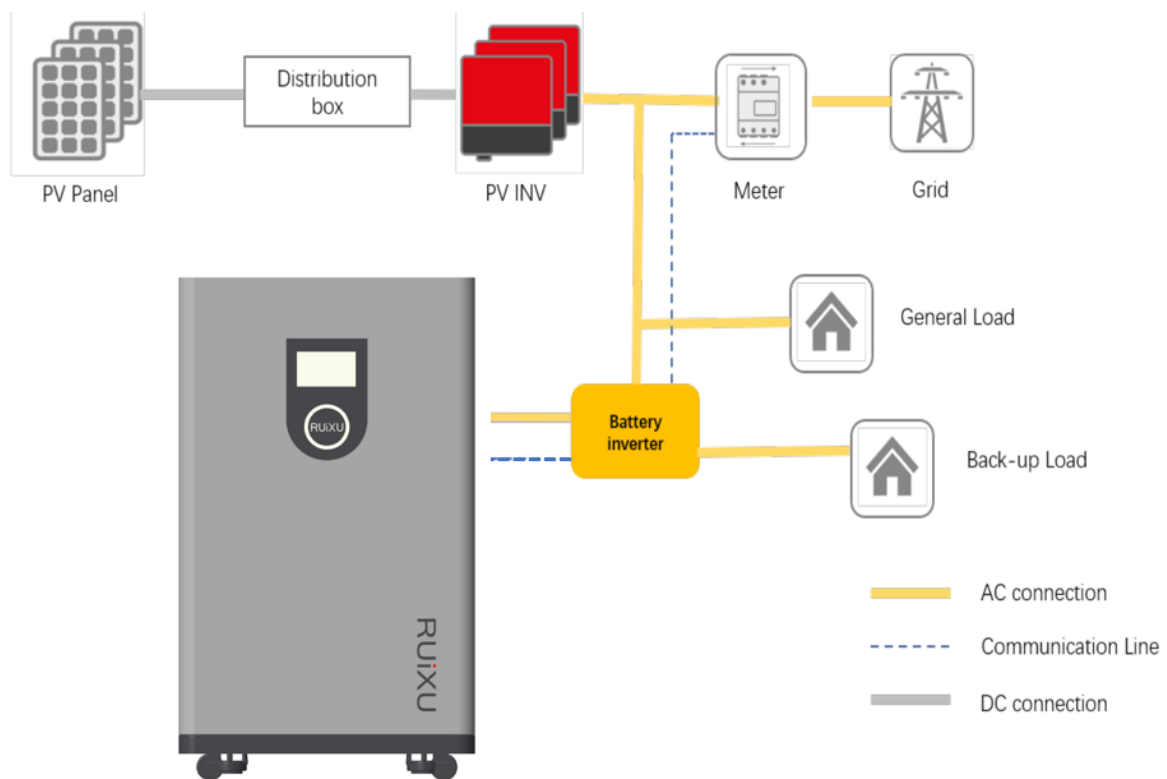 Distribution
box
PV Panel
PV INV
Meter
Grid
General Load
RUiXU
Battery
inverter
Back-up Load
AC connection
RUiXU
Communication Line
DC connection